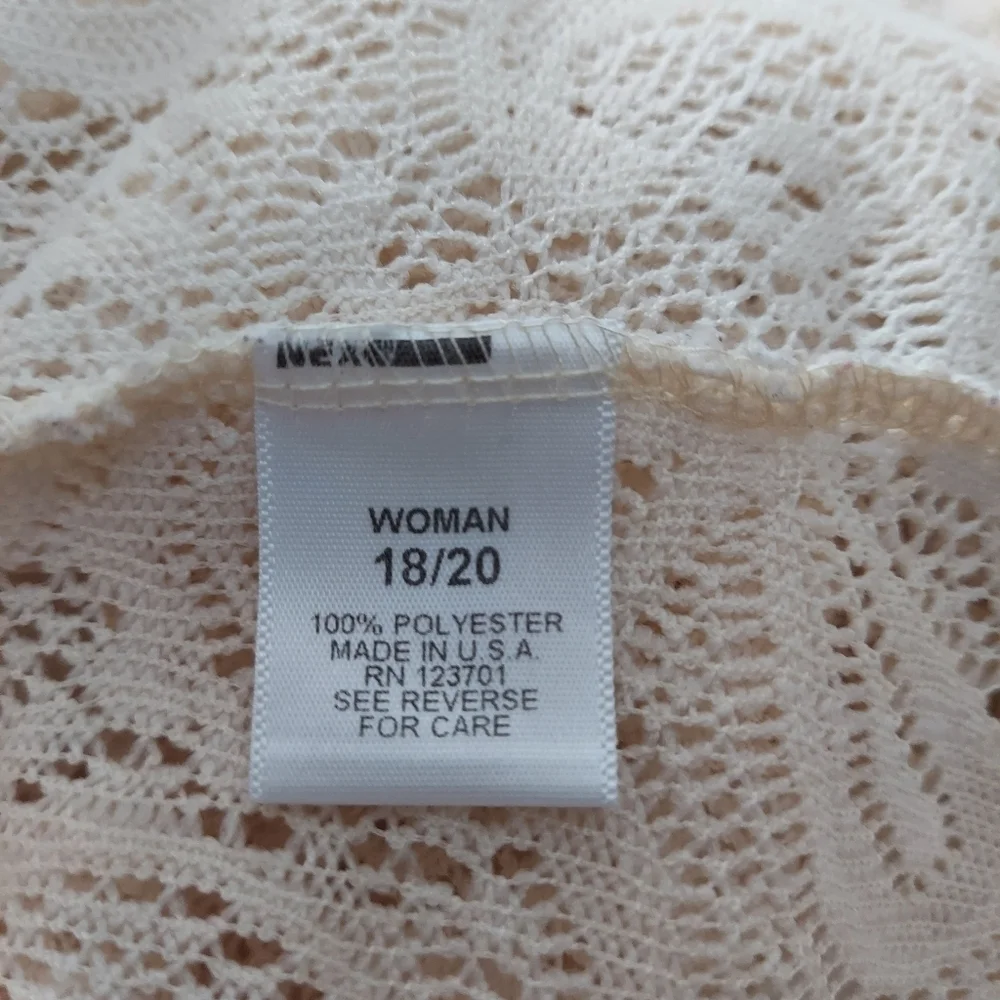 WOMAN
18/20
100% POLYESTER
MADE IN U.S.A.
RN 123701
SEE REVERSE
FOR CARE